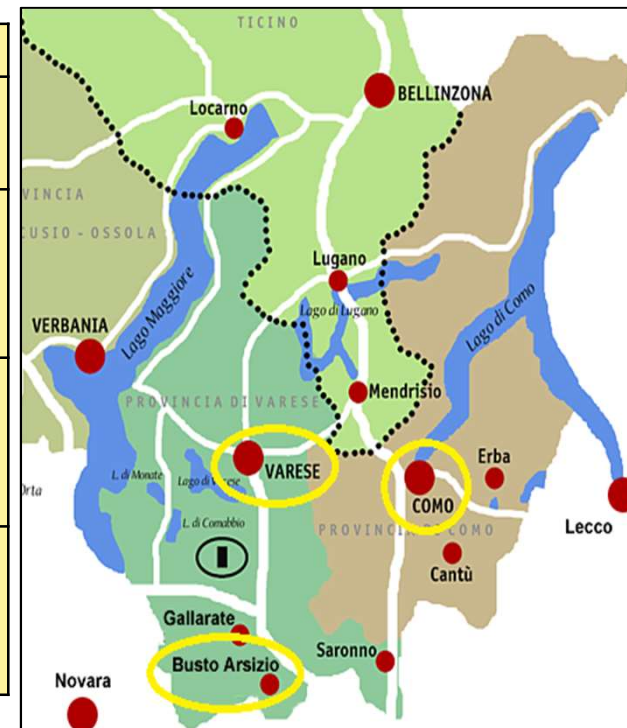 TICINO
BELLINZONA
Locarno
VINCIA
CUSIO - OSSOLA
Lugano
Lago Maggiore
Lago di Lugano
Lago di Como
VERBANIA
Mendrisio
PROVINCIA DI VARESE
VARESE
L. di Monate
Lago di Varese
Erba
COMO
Orta
Lecco
L. di Comabbio
PROVINCIA DI COMO
Cantù
Gallarate
Saronno
Busto Arsizio
Novara